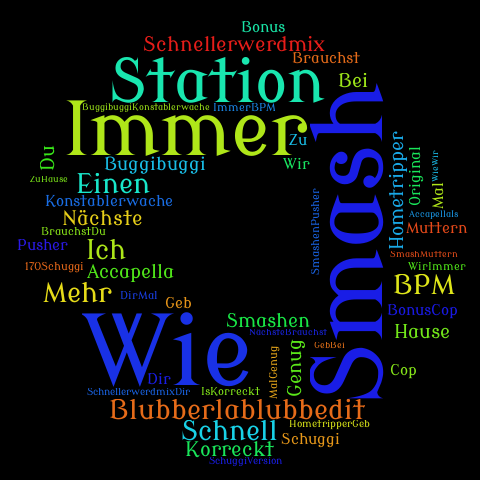 Bonus
Schnellerwerdmix
Brauchst
Station
Bei
BuggibuggiKonstablerwache
ImmerBPM
Immer
Smash
Zu
Hometripper
Original
WieWir
Du
Buggibuggi
Wir
ZuHause
Einen
Mal
Konstablerwache
SmashenPusher
Accapellals
Nächste
Muttern
BrauchstDu
Pusher
Ich
SmashMuttern
170Schuggi
Accapella
WirImmer
Mehr
DirMal
BPM
Geb
BonusCop
Smashen
NächsteBrauchst
Hause
Wie
GebBei
Genug
MalGenug
Dir
Cop
SchnellerwerdmixDir
IsKorreckt
Blubberlablubbedit
HometripperGeb
Schnell
Schuggi
Korreckt
SchuggiVersion